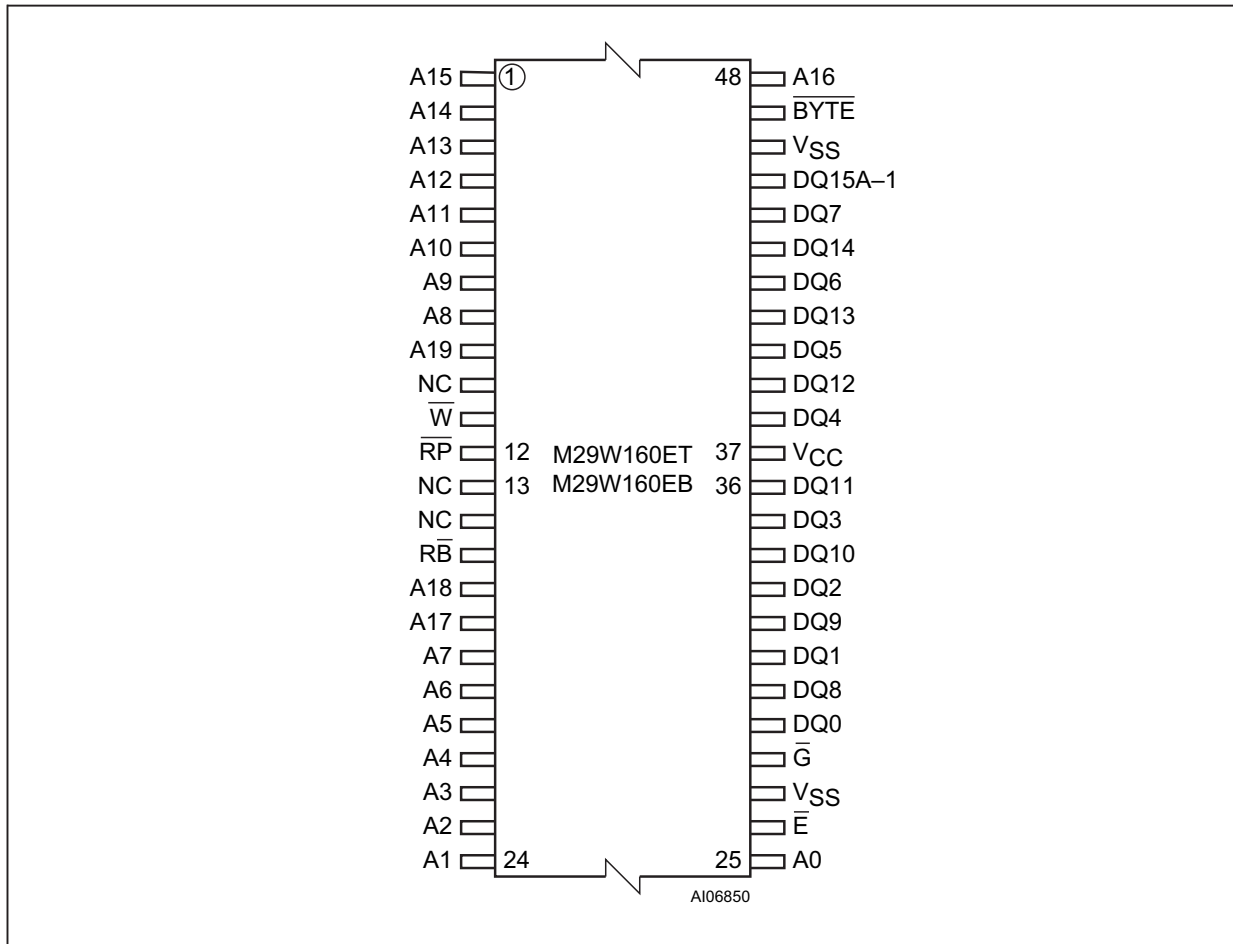 A15 1 48 A16
A14 B̅Y̅T̅E̅
A13 VSS
A12 DQ15A–1
A11 DQ7
A10 DQ14
A9 DQ6
A8 DQ13
A19 DQ5
NC DQ12
W̅ DQ4
R̅P̅ 12 M29W160ET 37 VCC
NC 13 M29W160EB 36 DQ11
NC DQ3
RB̅ DQ10
A18 DQ2
A17 DQ9
A7 DQ1
A6 DQ8
A5 DQ0
A4 G̅
A3 VSS
A2 E̅
A1 24 25 A0
AI06850